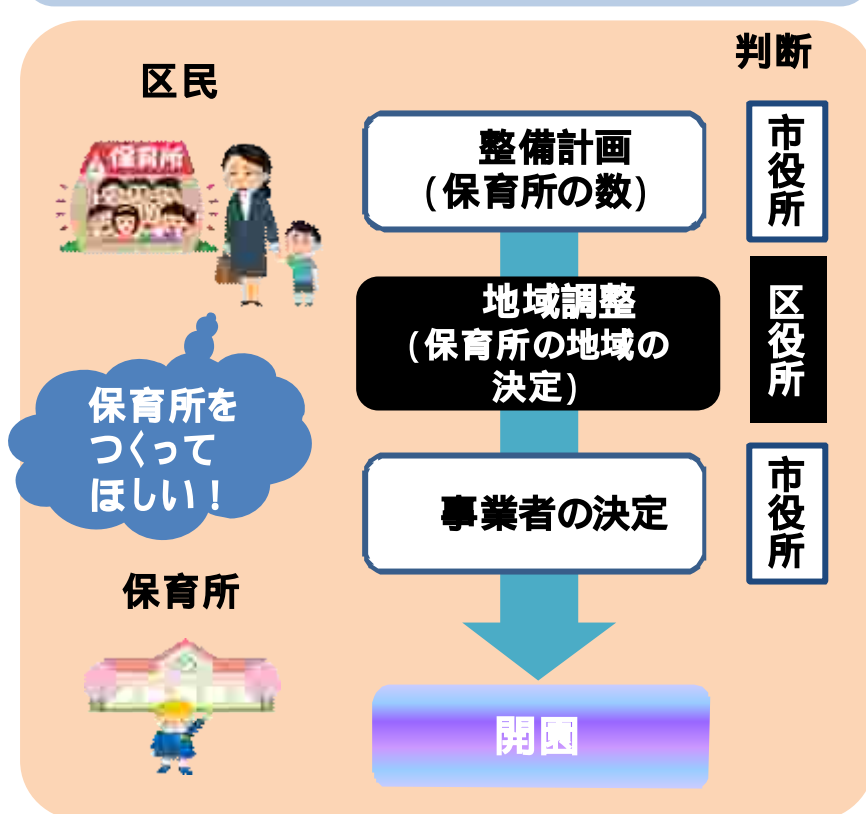 判断
区民
保育所
整備計画
(保育所の数)
市役所
地域調整
(保育所の地域の
決定)
区役所
保育所を
つくって
ほしい！
事業者の決定
市役所
保育所
開園